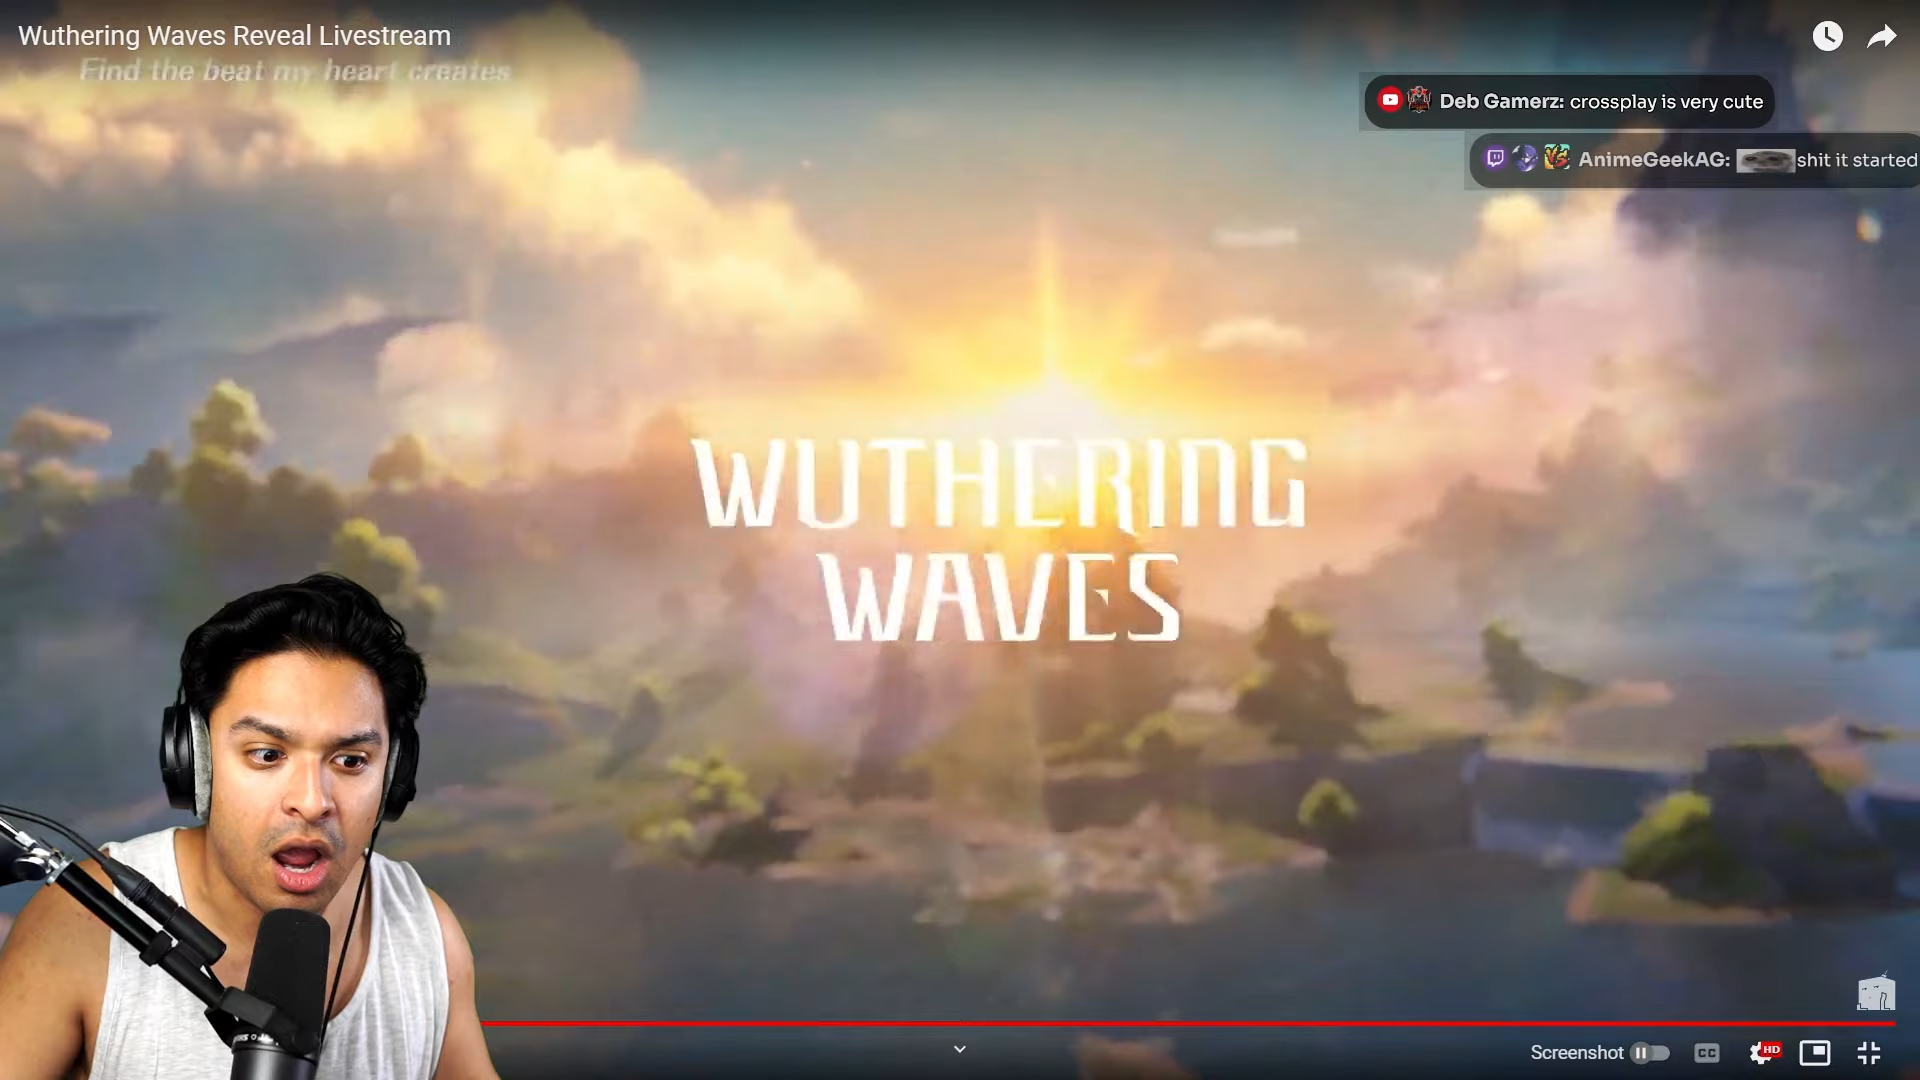 Wuthering Waves Reveal Livestream
Find the beat my heart creates
Deb Gamerz: crossplay is very cute
AnimeGeekAG: shit it started
WUTHERING
WAVES
Screenshot
CC
HD